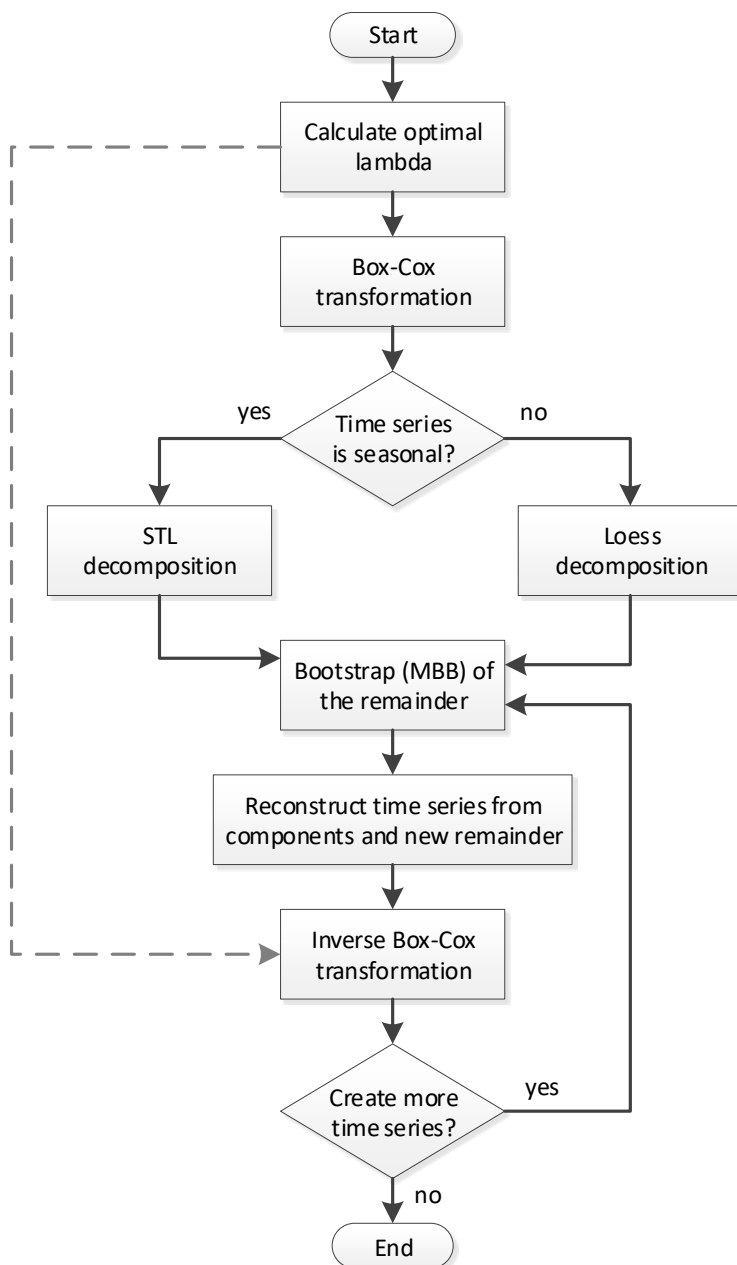 Start
Calculate optimal
lambda
Box-Cox
transformation
yes
Time series
is seasonal?
no
STL
decomposition
Loess
decomposition
Bootstrap (MBB) of
the remainder
Reconstruct time series from
components and new remainder
Inverse Box-Cox
transformation
Create more
time series?
yes
no
End